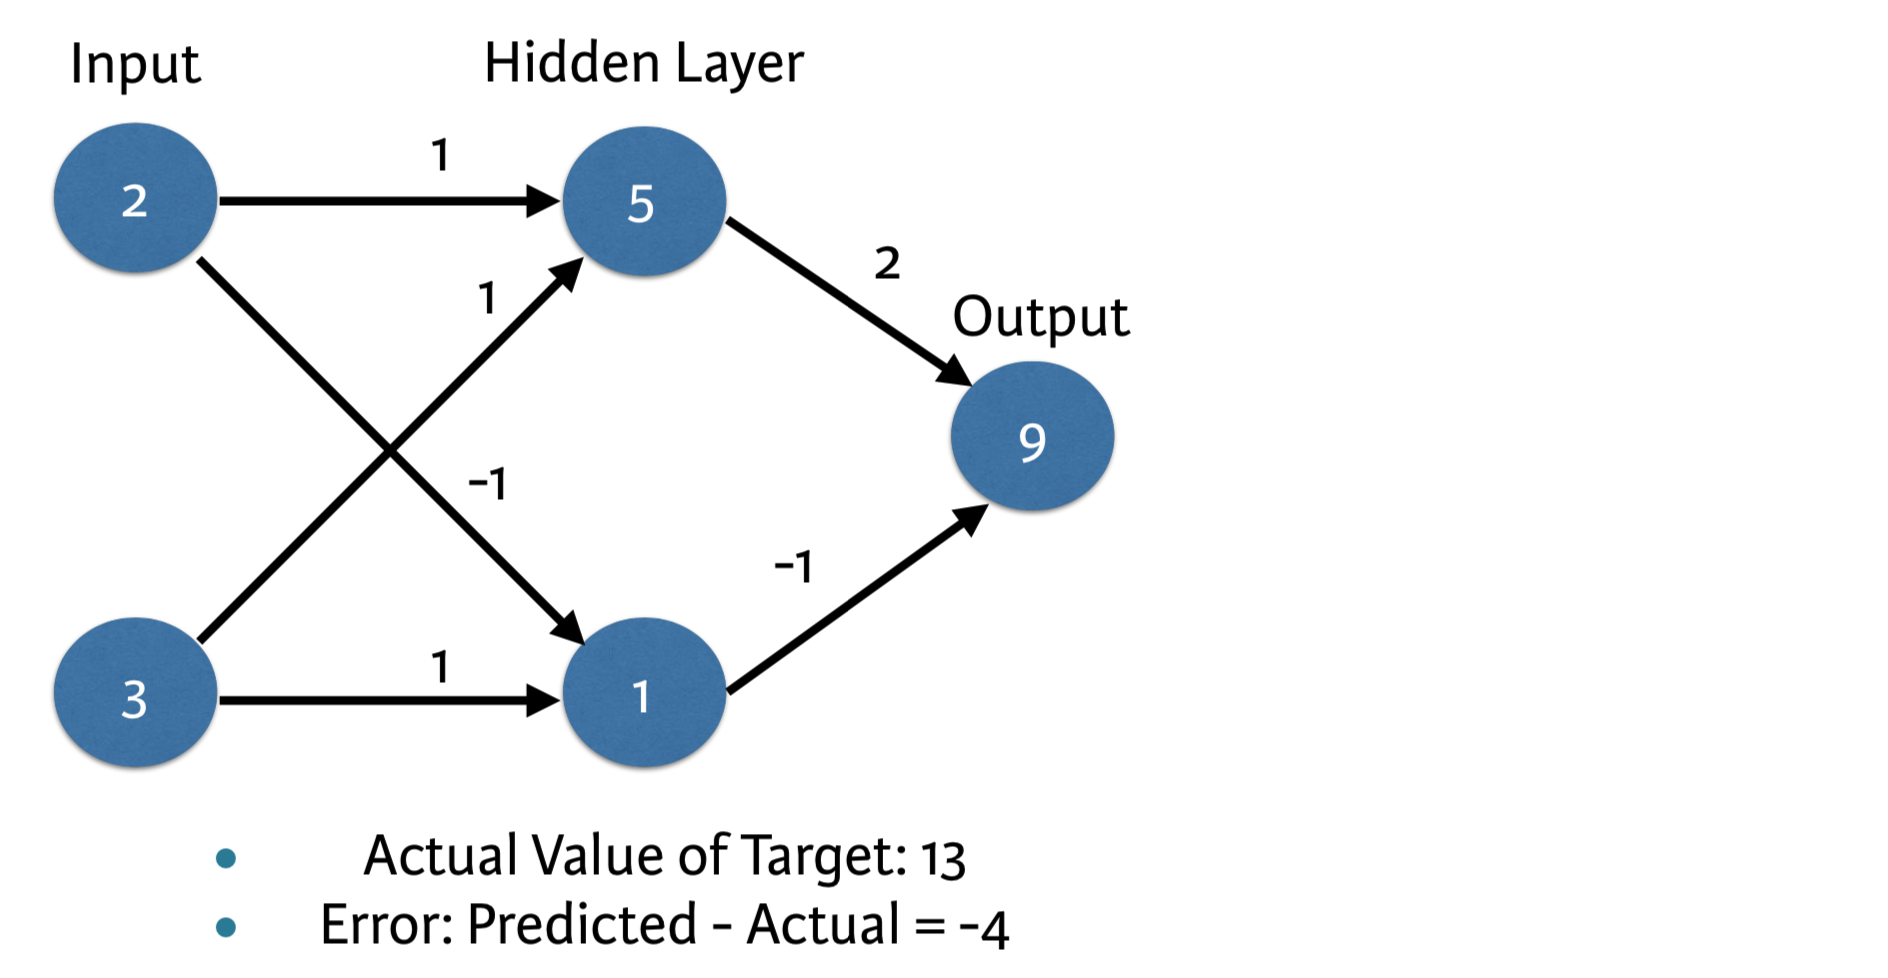 Input
Hidden Layer
1
2
5
2
1
Output
9
-1
-1
1
3
1
Actual Value of Target: 13
Error: Predicted - Actual = -4